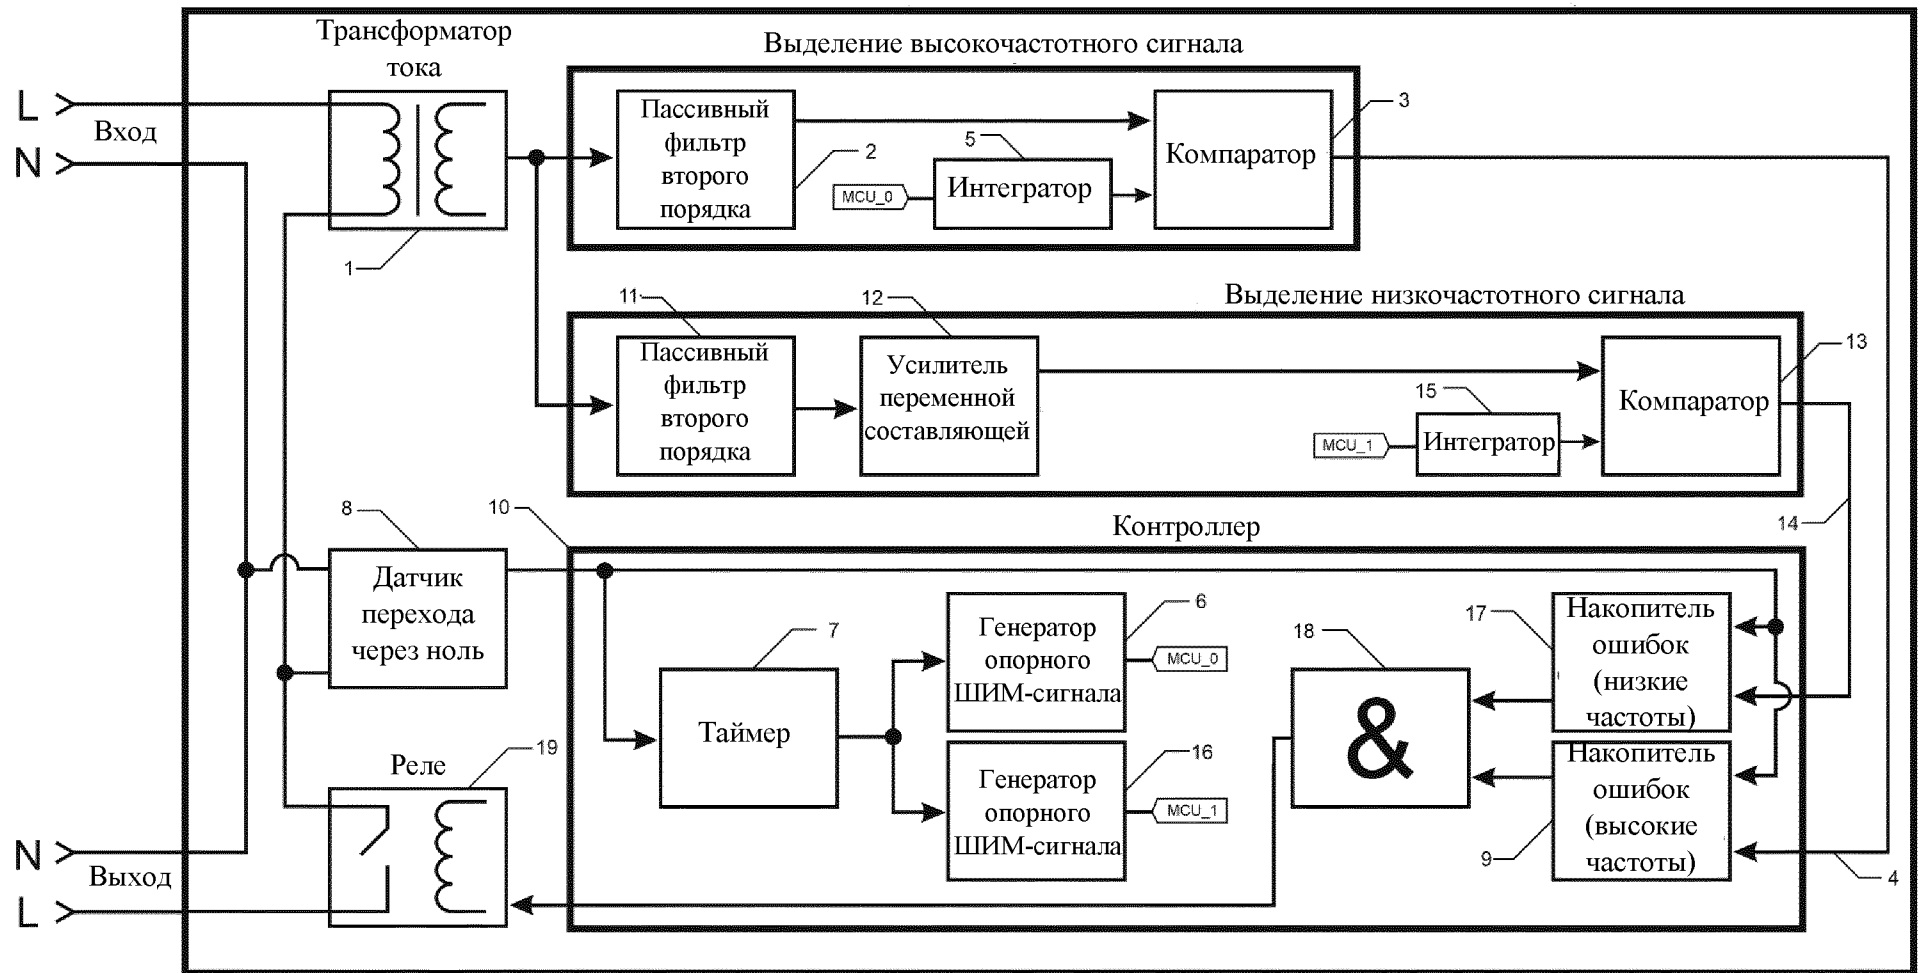 Трансформатор
тока
Выделение высокочастотного сигнала
L
Вход
N
Пассивный
фильтр
второго
порядка
2
5
MCU_0
Интегратор
Компаратор
3
1
Выделение низкочастотного сигнала
11
12
Пассивный
фильтр
второго
порядка
Усилитель
переменной
составляющей
15
MCU_1
Интегратор
Компаратор
13
14
8
10
Контроллер
Датчик
перехода
через ноль
7
Таймер
6
Генератор
опорного
ШИМ-сигнала
MCU_0
16
Генератор
опорного
ШИМ-сигнала
MCU_1
18
&
17
Накопитель
ошибок
(низкие
частоты)
9
Накопитель
ошибок
(высокие
частоты)
4
Реле
19
N
Выход
L